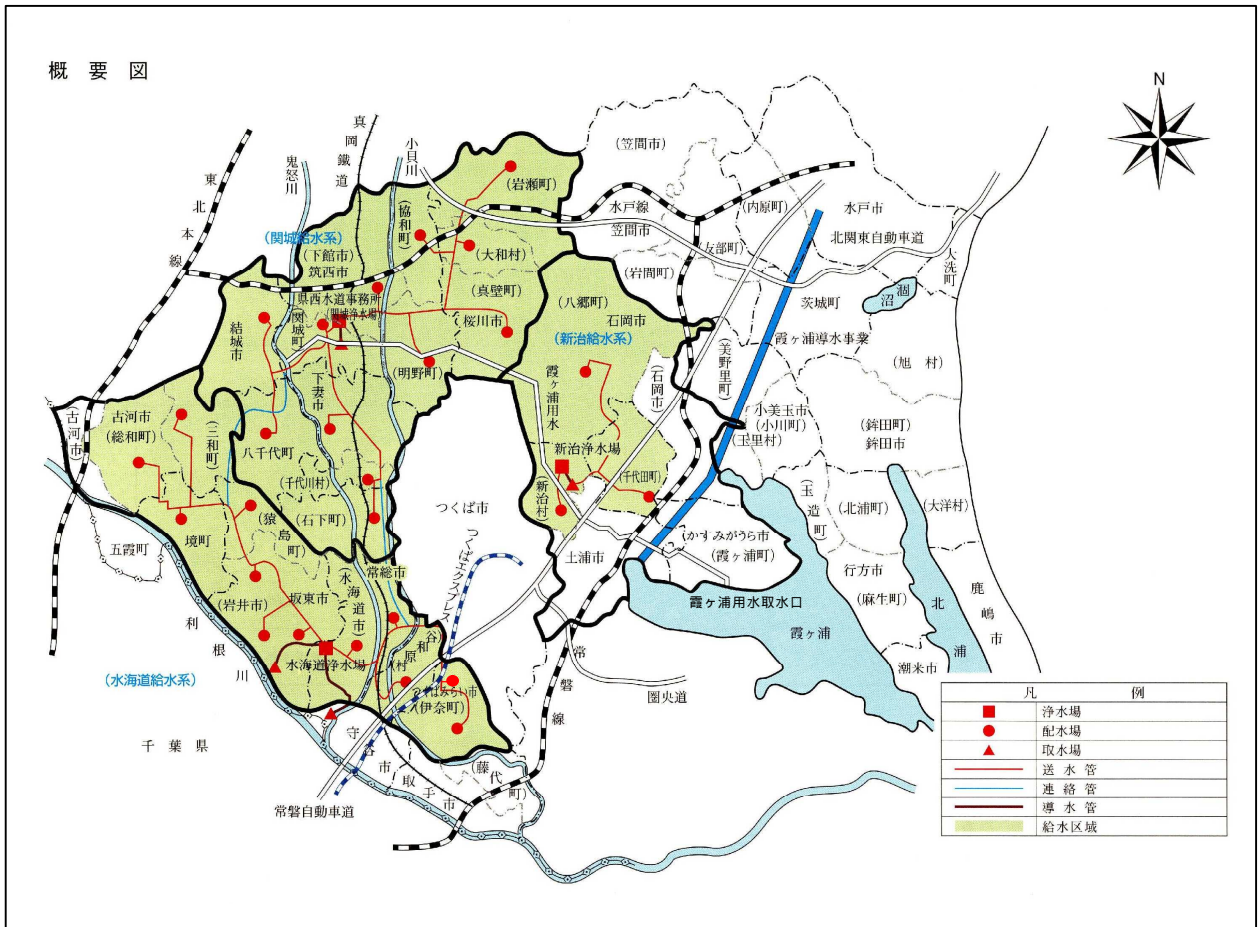 概要図
N
真岡鐵道
小貝川
鬼怒川
東北本線
(笠間市)
(岩瀬町)
水戸線
笠間市
(内原町)
水戸市
北関東自動車道
大洗町
(協和町)
(関城給水系)
(下館市)
筑西市
(大和村)
(友部町)
(岩間町)
茨城町
涸沼
県西水道事務所
(関城浄水場)
(真壁町)
(八郷町)
石岡市
桜川市
(新治給水系)
霞ヶ浦導水事業
(美野里町)
(旭村)
結城市
(関城町)
(明野町)
霞ヶ浦用水
(石岡市)
下妻市
小美玉市
(小川町)
(玉里村)
(鉾田町)
鉾田市
(古河市)
古河市
(総和町)
(三和町)
八千代町
新治浄水場
(千代川村)
(千代田町)
(新治村)
(玉造町)
(北浦町)
(大洋村)
つくば市
(石下町)
(猿島町)
境町
五霞町
かすみがうら市
(霞ヶ浦町)
土浦市
つくばエクスプレス
常総市
(水海道市)
行方市
(麻生町)
鹿嶋市
北浦
(岩井市)
坂東市
霞ヶ浦用水取水口
霞ヶ浦
利根川
水海道浄水場
(谷和原村)
潮来市
(水海道給水系)
つくばみらい市
(伊奈町)
常磐線
圏央道
千葉県
守谷市
取手市
(藤代町)
常磐自動車道
凡例
浄水場
配水場
取水場
送水管
連絡管
導水管
給水区域